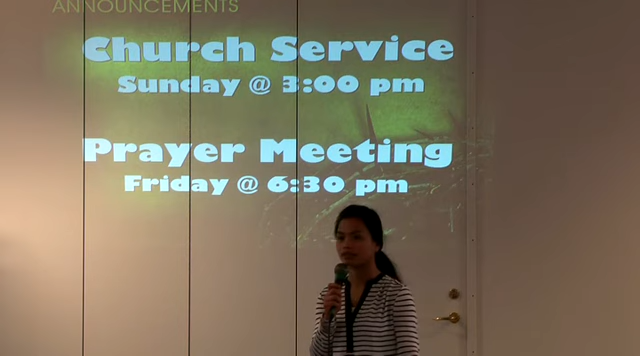 ANNOUNCEMENTS
Church Service
Sunday @ 3:00 pm
Prayer Meeting
Friday @ 6:30 pm